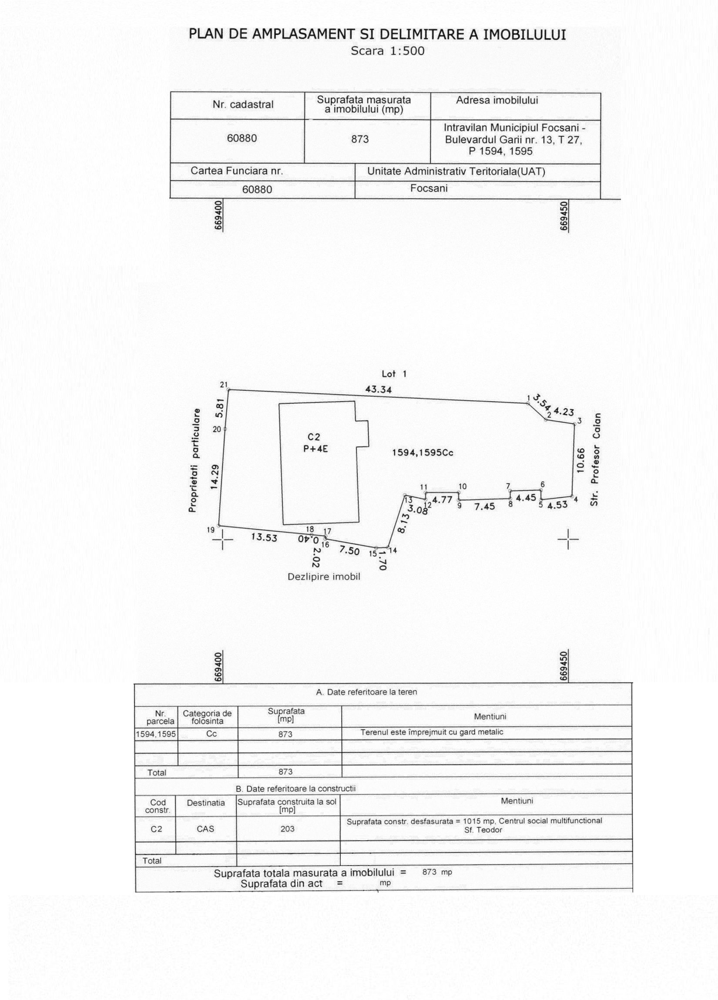 PLAN DE AMPLASAMENT SI DELIMITARE A IMOBILULUI
Scara 1:500
Nr. cadastral
Suprafata masurata
a imobilului (mp)
Adresa imobilului
60880
873
Intravilan Municipiul Focsani -
Bulevardul Garii nr. 13, T 27,
P 1594, 1595
Cartea Funciara nr.
Unitate Administrativ Teritoriala(UAT)
60880
Focsani
669400
669450
Lot 1
43.34
21
5.81
20
14.29
19
Proprietati particulare
C2
P+4E
1594,1595Cc
1
3.54
2
4.23
3
10.66
Str. Profesor Caian
4
4.53
5
6
4.45
7
8
7.45
9
10
4.77
11
12
3.08
13
8.13
14
1.70
15
7.50
16
17
0.40
18
2.02
13.53
Dezlipire imobil
669400
669450
A. Date referitoare la teren
Nr.
parcela
Categoria de
folosinta
Suprafata
[mp]
Mentiuni
1594,1595
Cc
873
Terenul este împrejmuit cu gard metalic
Total
873
B. Date referitoare la constructii
Cod
constr.
Destinatia
Suprafata construita la sol
[mp]
Mentiuni
C2
CAS
203
Suprafata constr. desfasurata = 1015 mp, Centrul social multifunctional
Sf. Teodor
Total
Suprafata totala masurata a imobilului = 873 mp
Suprafata din act = mp